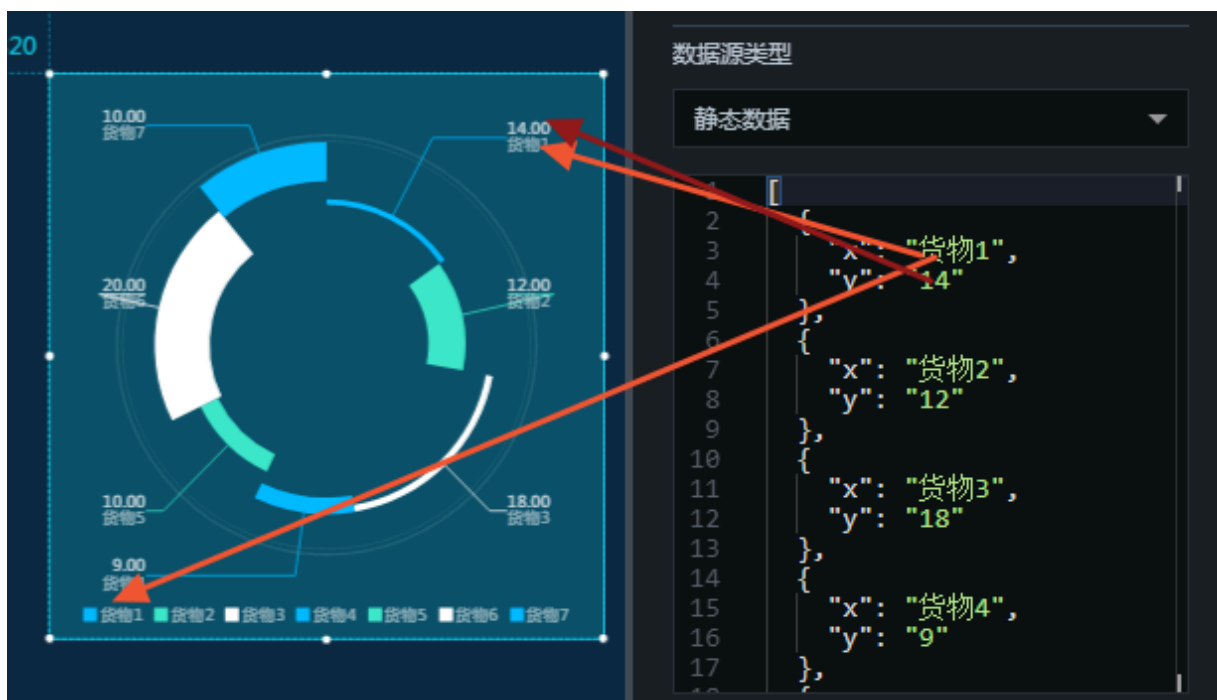 20
10.00
货物7
14.00
货物1
20.00
货物6
12.00
货物2
10.00
货物5
18.00
货物3
9.00
货物1 货物2 货物3 货物4 货物5 货物6 货物7
数据源类型
静态数据
1 [
2 {
3 "x": "货物1",
4 "y": "14"
5 },
6 {
7 "x": "货物2",
8 "y": "12"
9 },
10 {
11 "x": "货物3",
12 "y": "18"
13 },
14 {
15 "x": "货物4",
16 "y": "9"
17 },